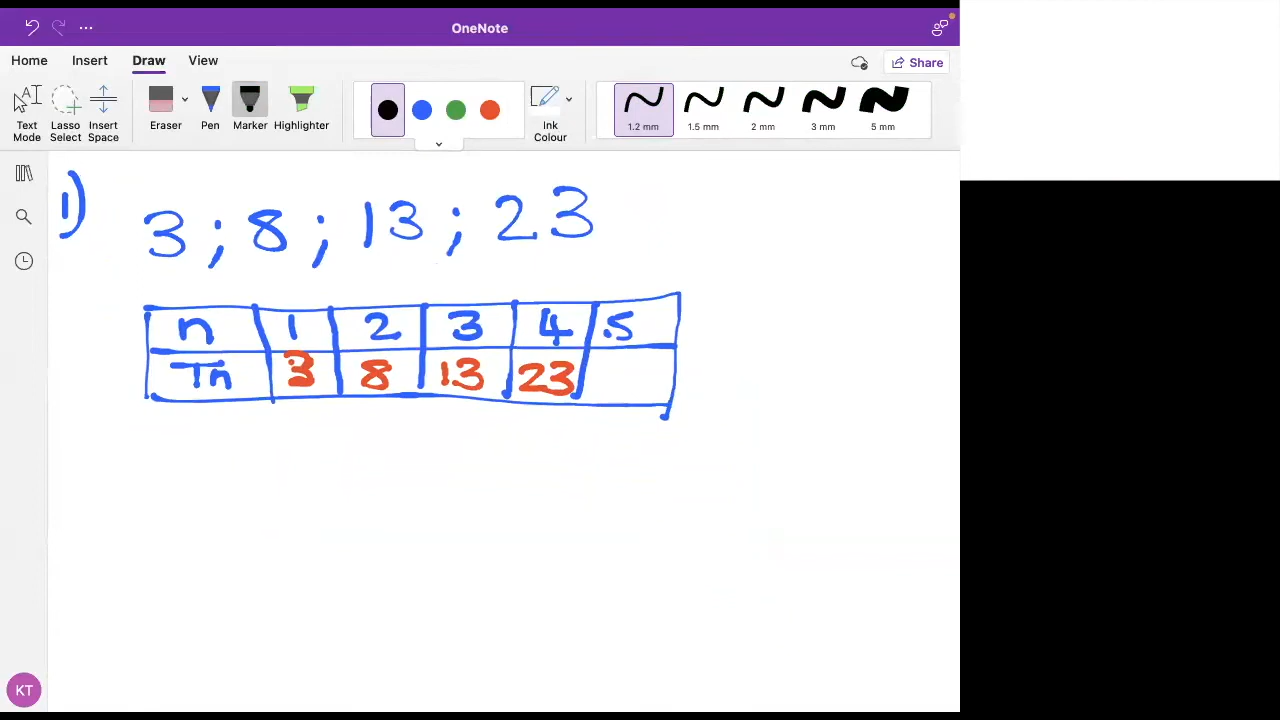 OneNote
Home Insert Draw View
Share
Text Mode Lasso Select Insert Space Eraser Pen Marker Highlighter Ink Colour 1.2 mm 1.5 mm 2 mm 3 mm 5 mm
1) 3 ; 8 ; 13 ; 23
n 1 2 3 4 .5
Tn 3 8 13 23
KT